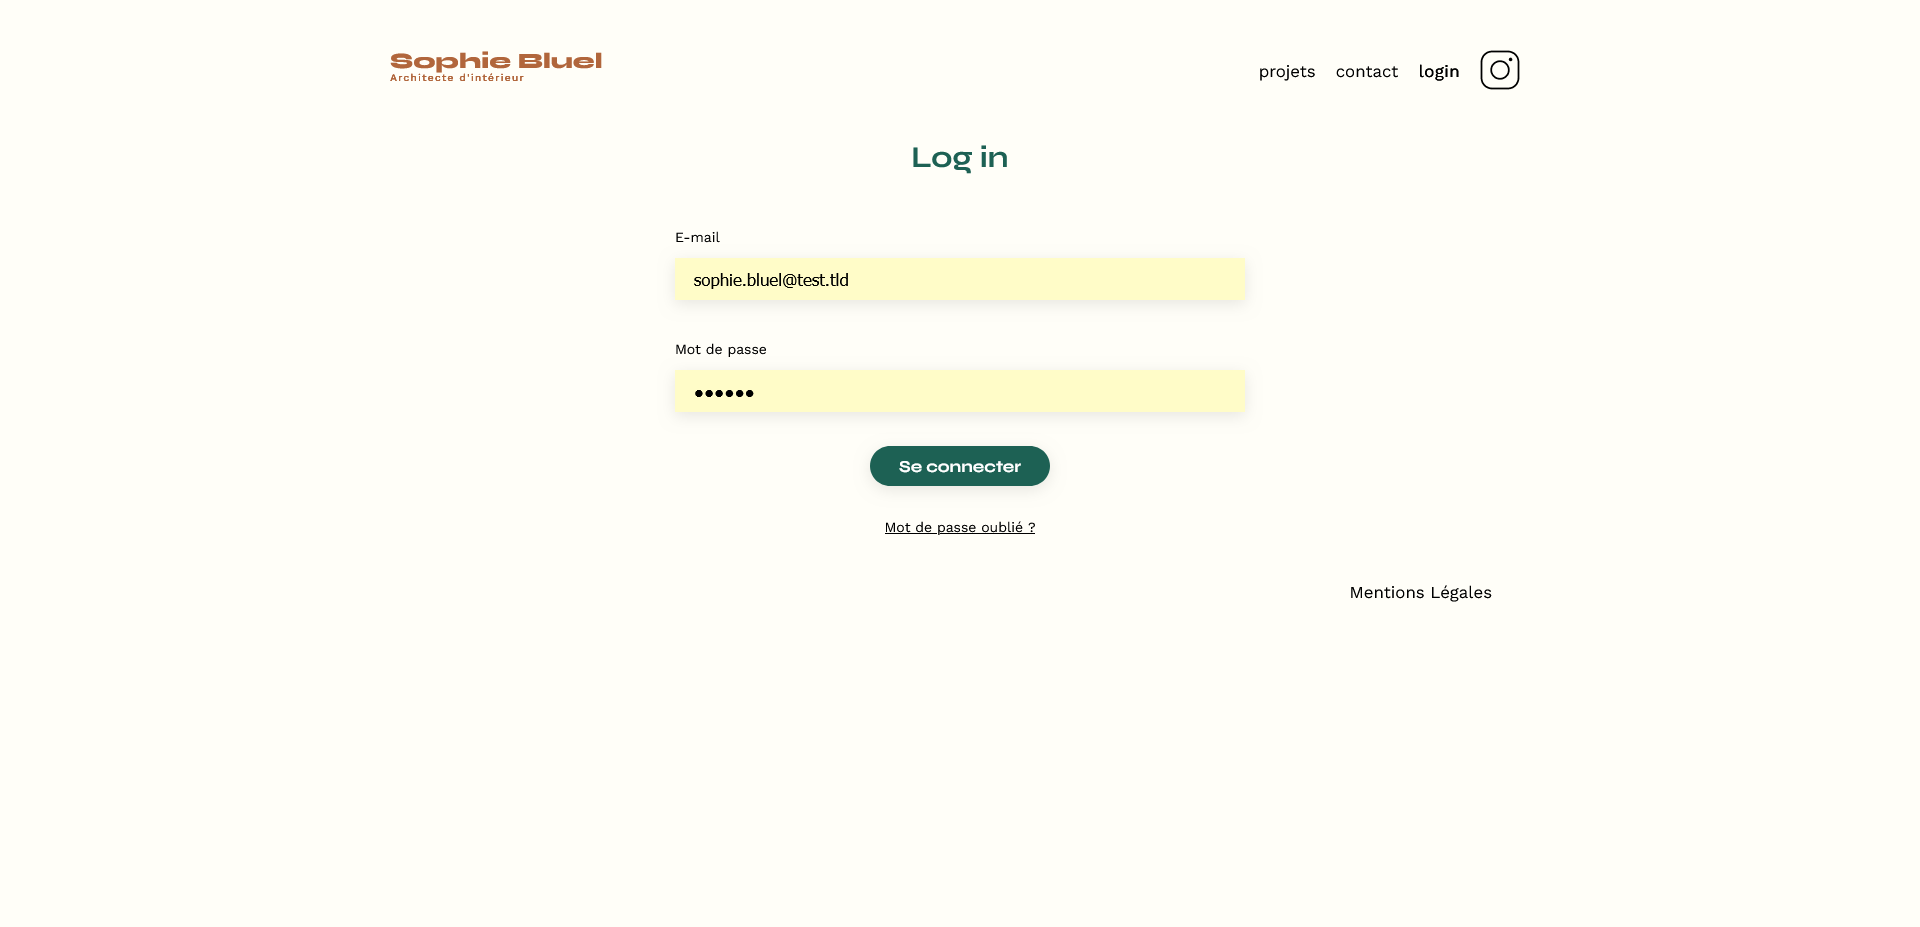 Sophie Bluel
Architecte d'intérieur
projets contact login
Log in
E-mail
sophie.bluel@test.tld
Mot de passe
••••••
Se connecter
Mot de passe oublié ?
Mentions Légales